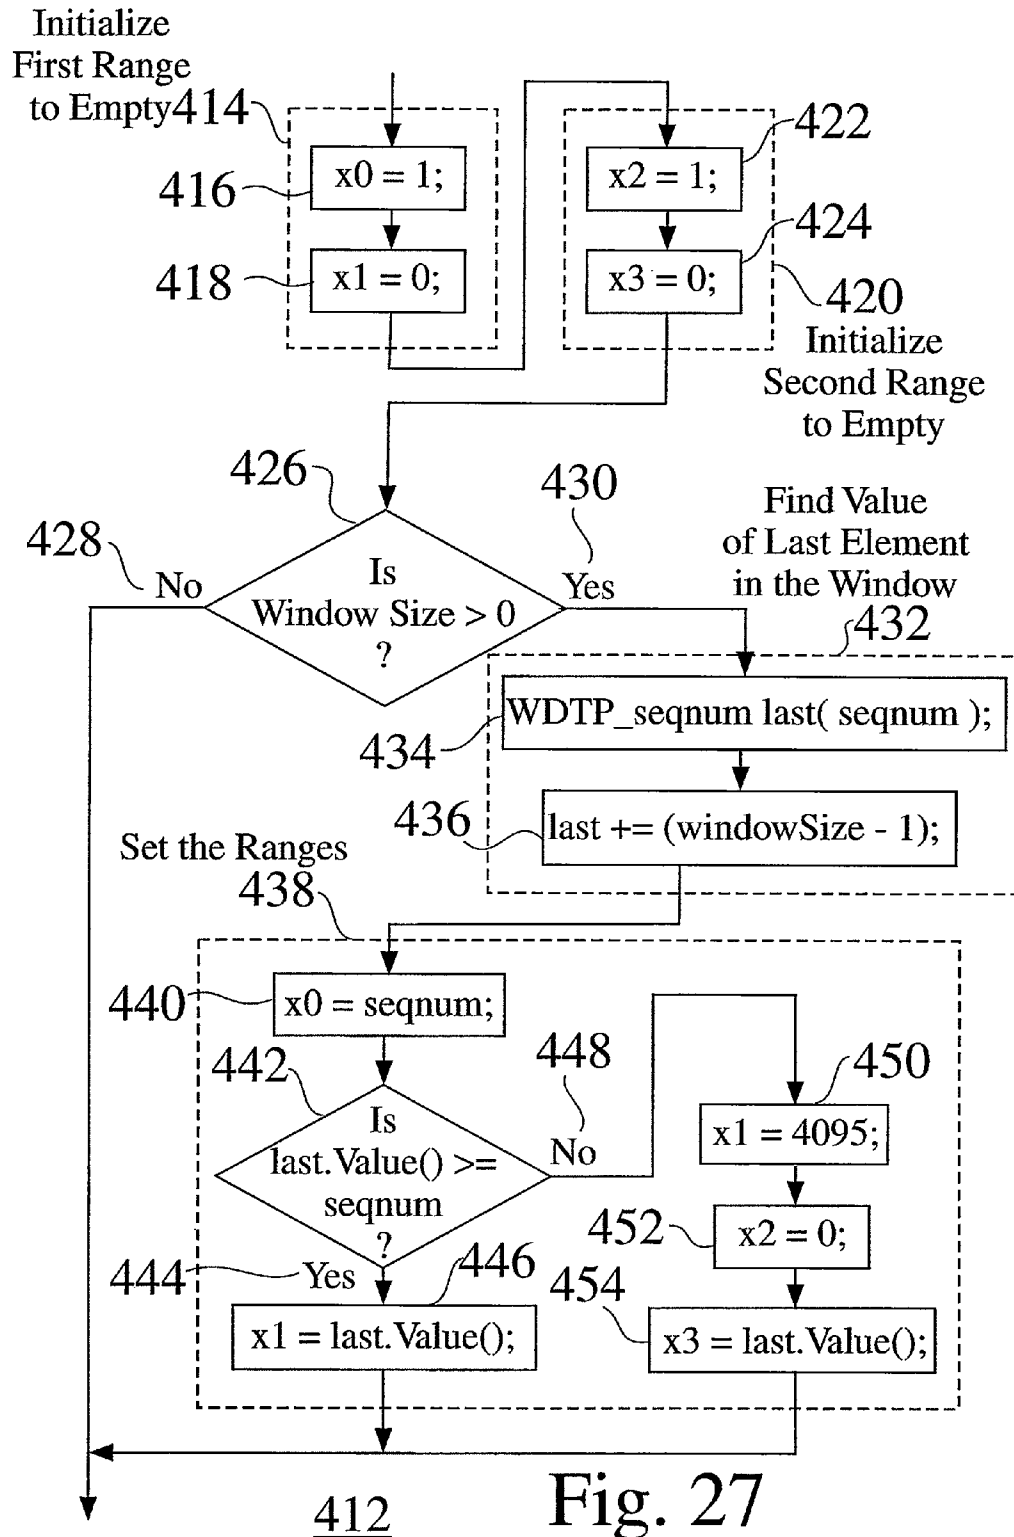 Initialize
First Range
to Empty 414
416
x0 = 1;
418
x1 = 0;
422
x2 = 1;
424
x3 = 0;
420
Initialize
Second Range
to Empty
426
428
No
Is
Window Size > 0
?
430
Yes
Find Value
of Last Element
in the Window
432
434
WDTP_seqnum last( seqnum );
436
last += (windowSize - 1);
Set the Ranges
438
440
x0 = seqnum;
442
Is
last.Value() >=
seqnum
?
448
No
450
x1 = 4095;
452
x2 = 0;
444
Yes
446
x1 = last.Value();
454
x3 = last.Value();
412
Fig. 27